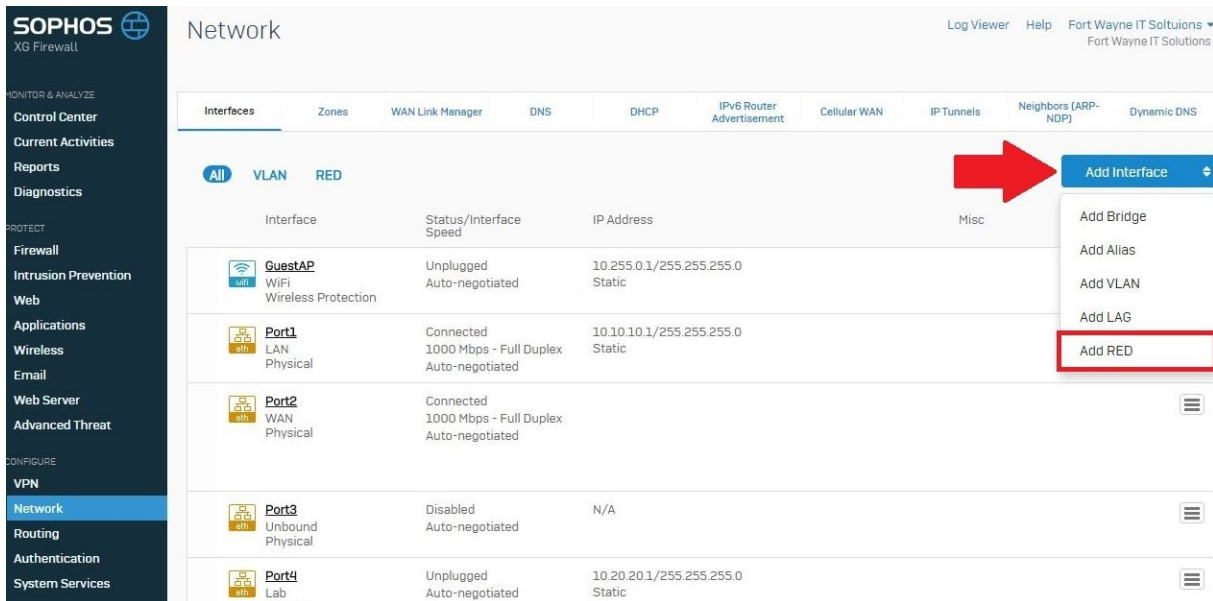 SOPHOS
XG Firewall
MONITOR & ANALYZE
Control Center
Current Activities
Reports
Diagnostics
PROTECT
Firewall
Intrusion Prevention
Web
Applications
Wireless
Email
Web Server
Advanced Threat
CONFIGURE
VPN
Network
Routing
Authentication
System Services
Network
Log Viewer Help Fort Wayne IT Soltuions
Fort Wayne IT Solutions
Interfaces Zones WAN Link Manager DNS DHCP IPv6 Router Advertisement Cellular WAN IP Tunnels Neighbors (ARP-NDP) Dynamic DNS
All VLAN RED
Add Interface
Add Bridge
Add Alias
Add VLAN
Add LAG
Add RED
Interface Status/Interface Speed IP Address Misc
GuestAP Unplugged 10.255.0.1/255.255.255.0
wifi WiFi Auto-negotiated Static
Wireless Protection
Port1 Connected 10.10.10.1/255.255.255.0
eth LAN 1000 Mbps - Full Duplex Static
Physical Auto-negotiated
Port2 Connected
eth WAN 1000 Mbps - Full Duplex
Physical Auto-negotiated
Port3 Disabled N/A
eth Unbound Auto-negotiated
Physical
Port4 Unplugged 10.20.20.1/255.255.255.0
eth Lab Auto-negotiated Static